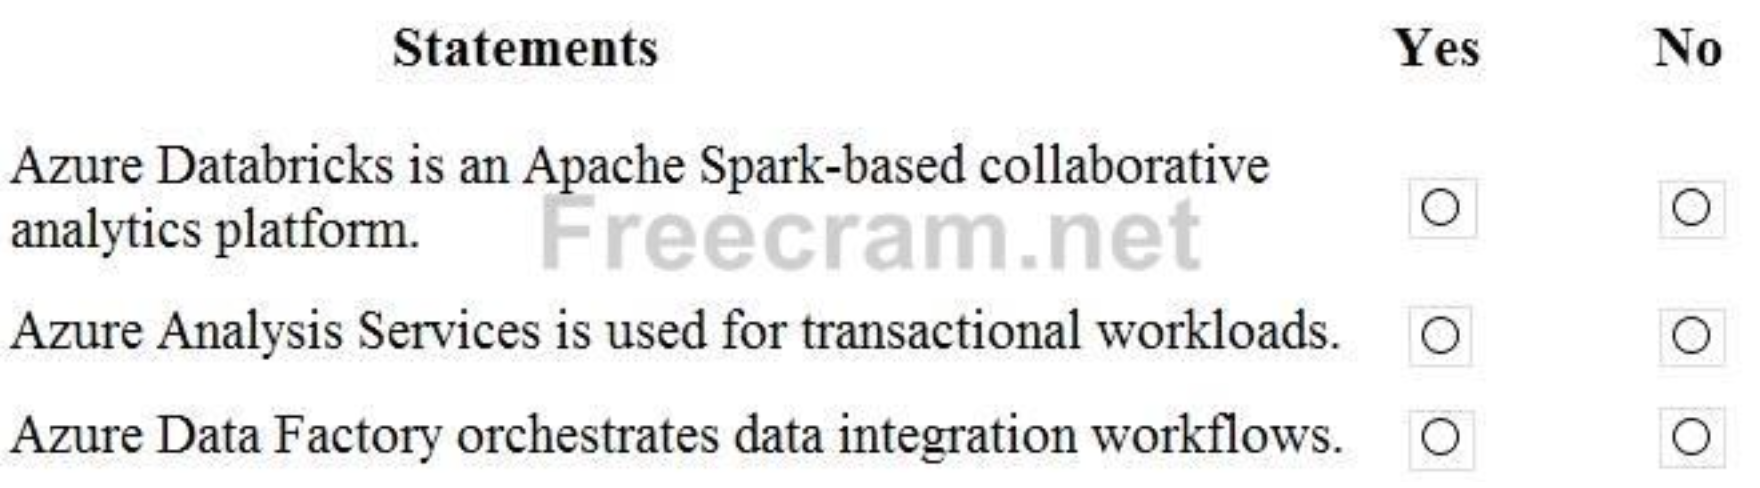 Statements Yes No
Azure Databricks is an Apache Spark-based collaborative
analytics platform.
Freecram.net
Azure Analysis Services is used for transactional workloads.
Azure Data Factory orchestrates data integration workflows.